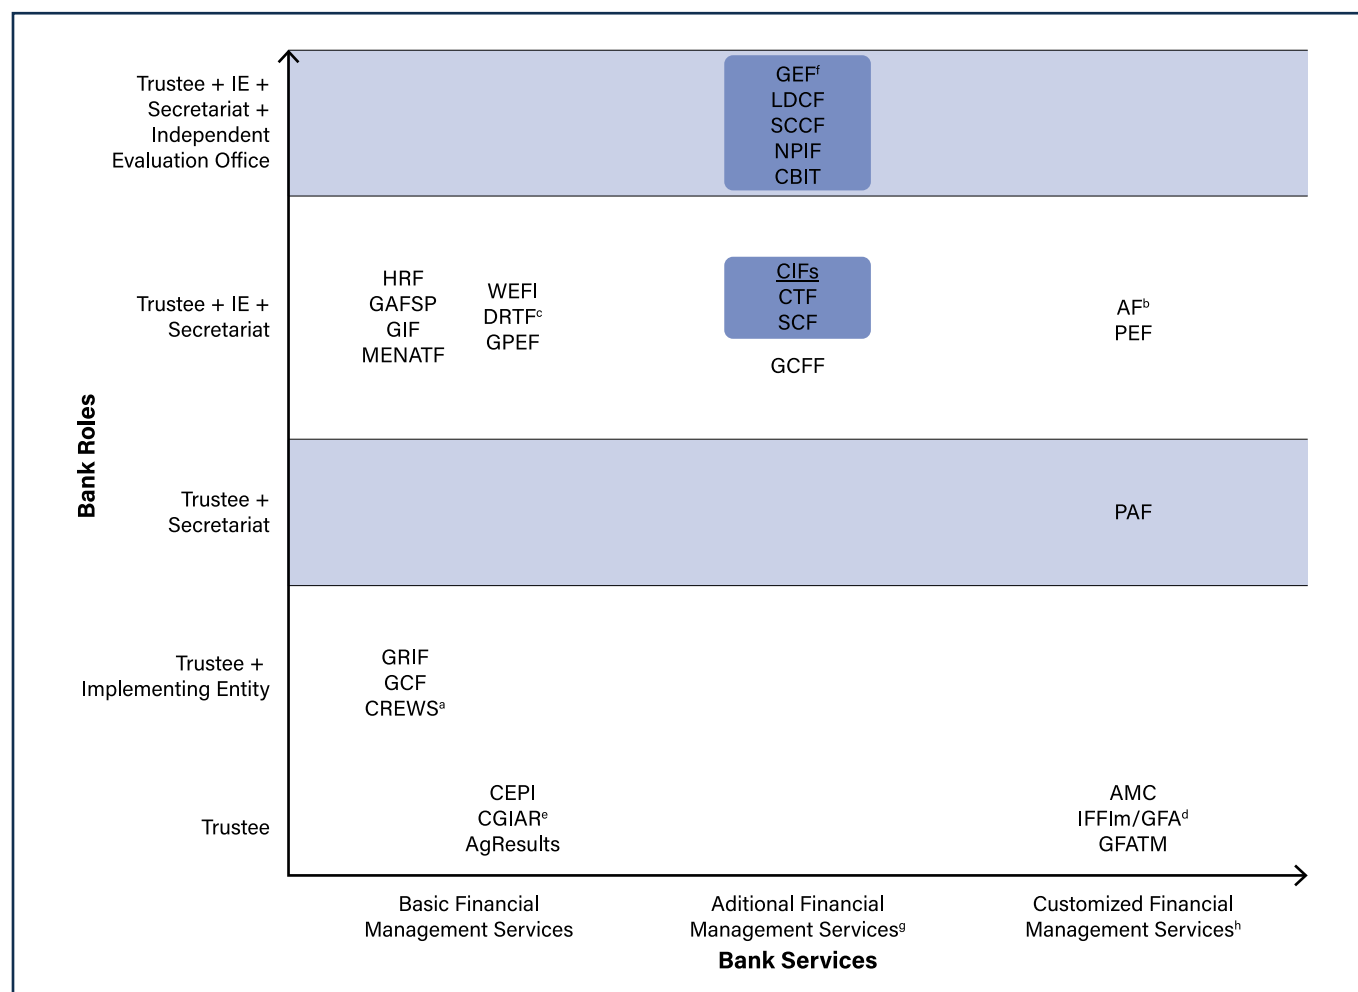 Trustee + IE +
Secretariat +
Independent
Evaluation Office
GEFᶠ
LDCF
SCCF
NPIF
CBIT
Trustee + IE +
Secretariat
HRF
GAFSP
GIF
MENATF
WEFI
DRTFᶜ
GPEF
CIFs
CTF
SCF
GCFF
AFᵇ
PEF
Bank Roles
Trustee +
Secretariat
PAF
Trustee +
Implementing Entity
GRIF
GCF
CREWSᵃ
Trustee
CEPI
CGIARᵉ
AgResults
AMC
IFFIm/GFAᵈ
GFATM
Basic Financial
Management Services
Aditional Financial
Management Servicesᵍ
Customized Financial
Management Servicesʰ
Bank Services